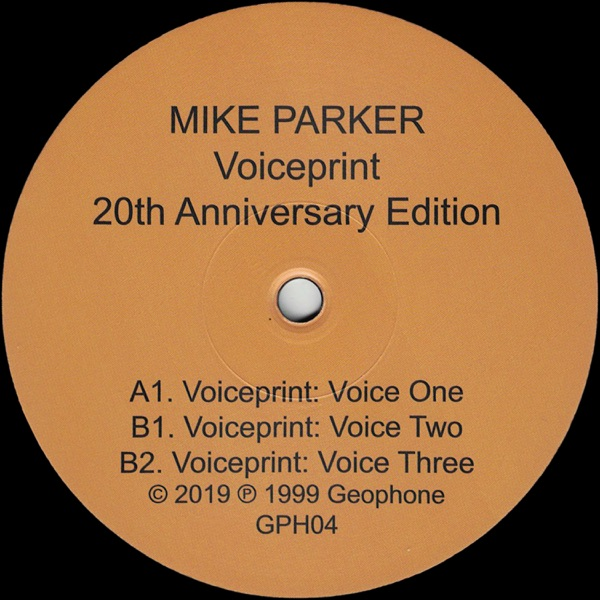 MIKE PARKER
Voiceprint
20th Anniversary Edition
A1. Voiceprint: Voice One
B1. Voiceprint: Voice Two
B2. Voiceprint: Voice Three
© 2019 ℗ 1999 Geophone
GPH04